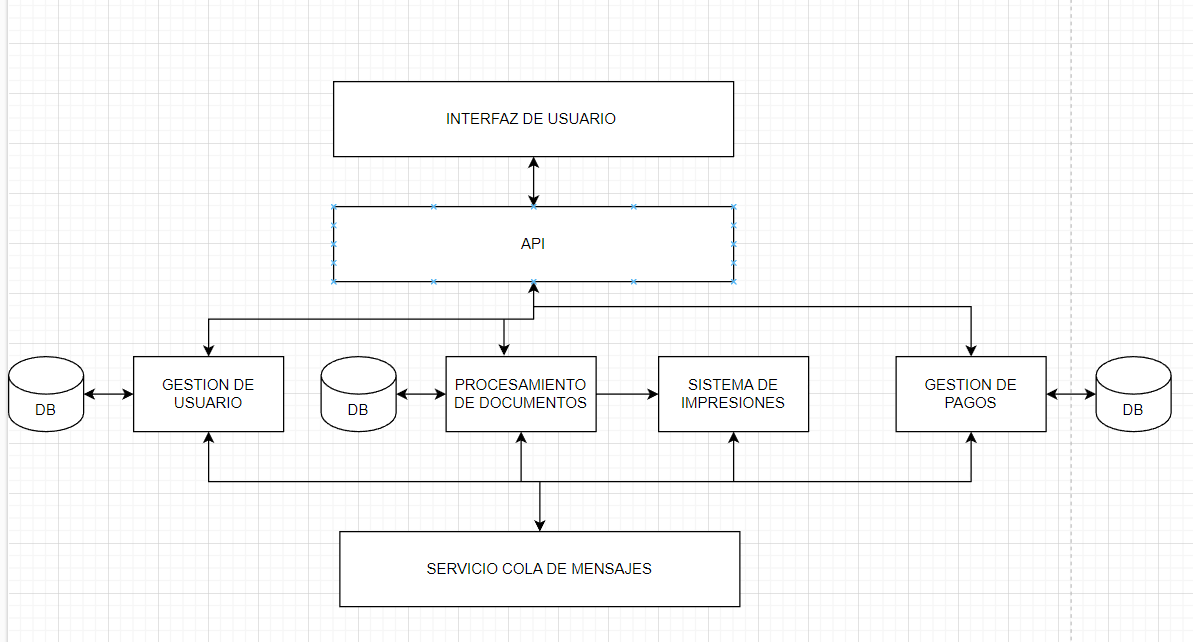 INTERFAZ DE USUARIO
API
DB
GESTION DE
USUARIO
DB
PROCESAMIENTO
DE DOCUMENTOS
SISTEMA DE
IMPRESIONES
GESTION DE
PAGOS
DB
SERVICIO COLA DE MENSAJES